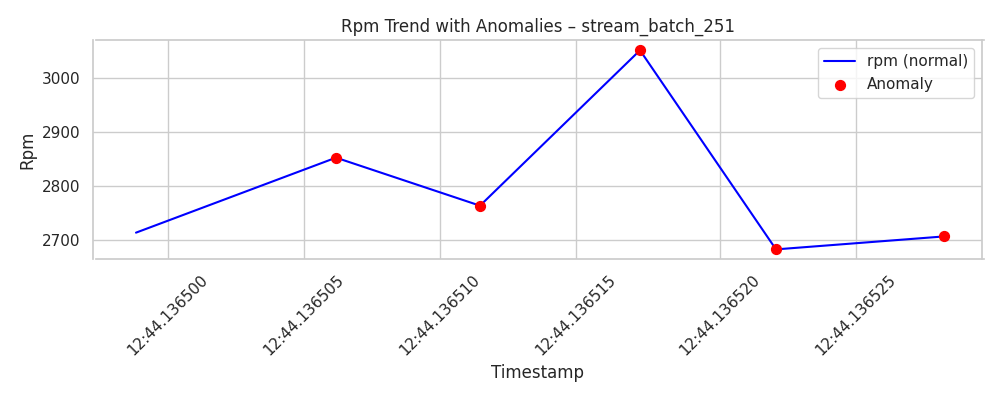 Rpm Trend with Anomalies – stream_batch_251
rpm (normal)
Anomaly
Rpm
3000
2900
2800
2700
12:44.136500
12:44.136505
12:44.136510
12:44.136515
12:44.136520
12:44.136525
Timestamp